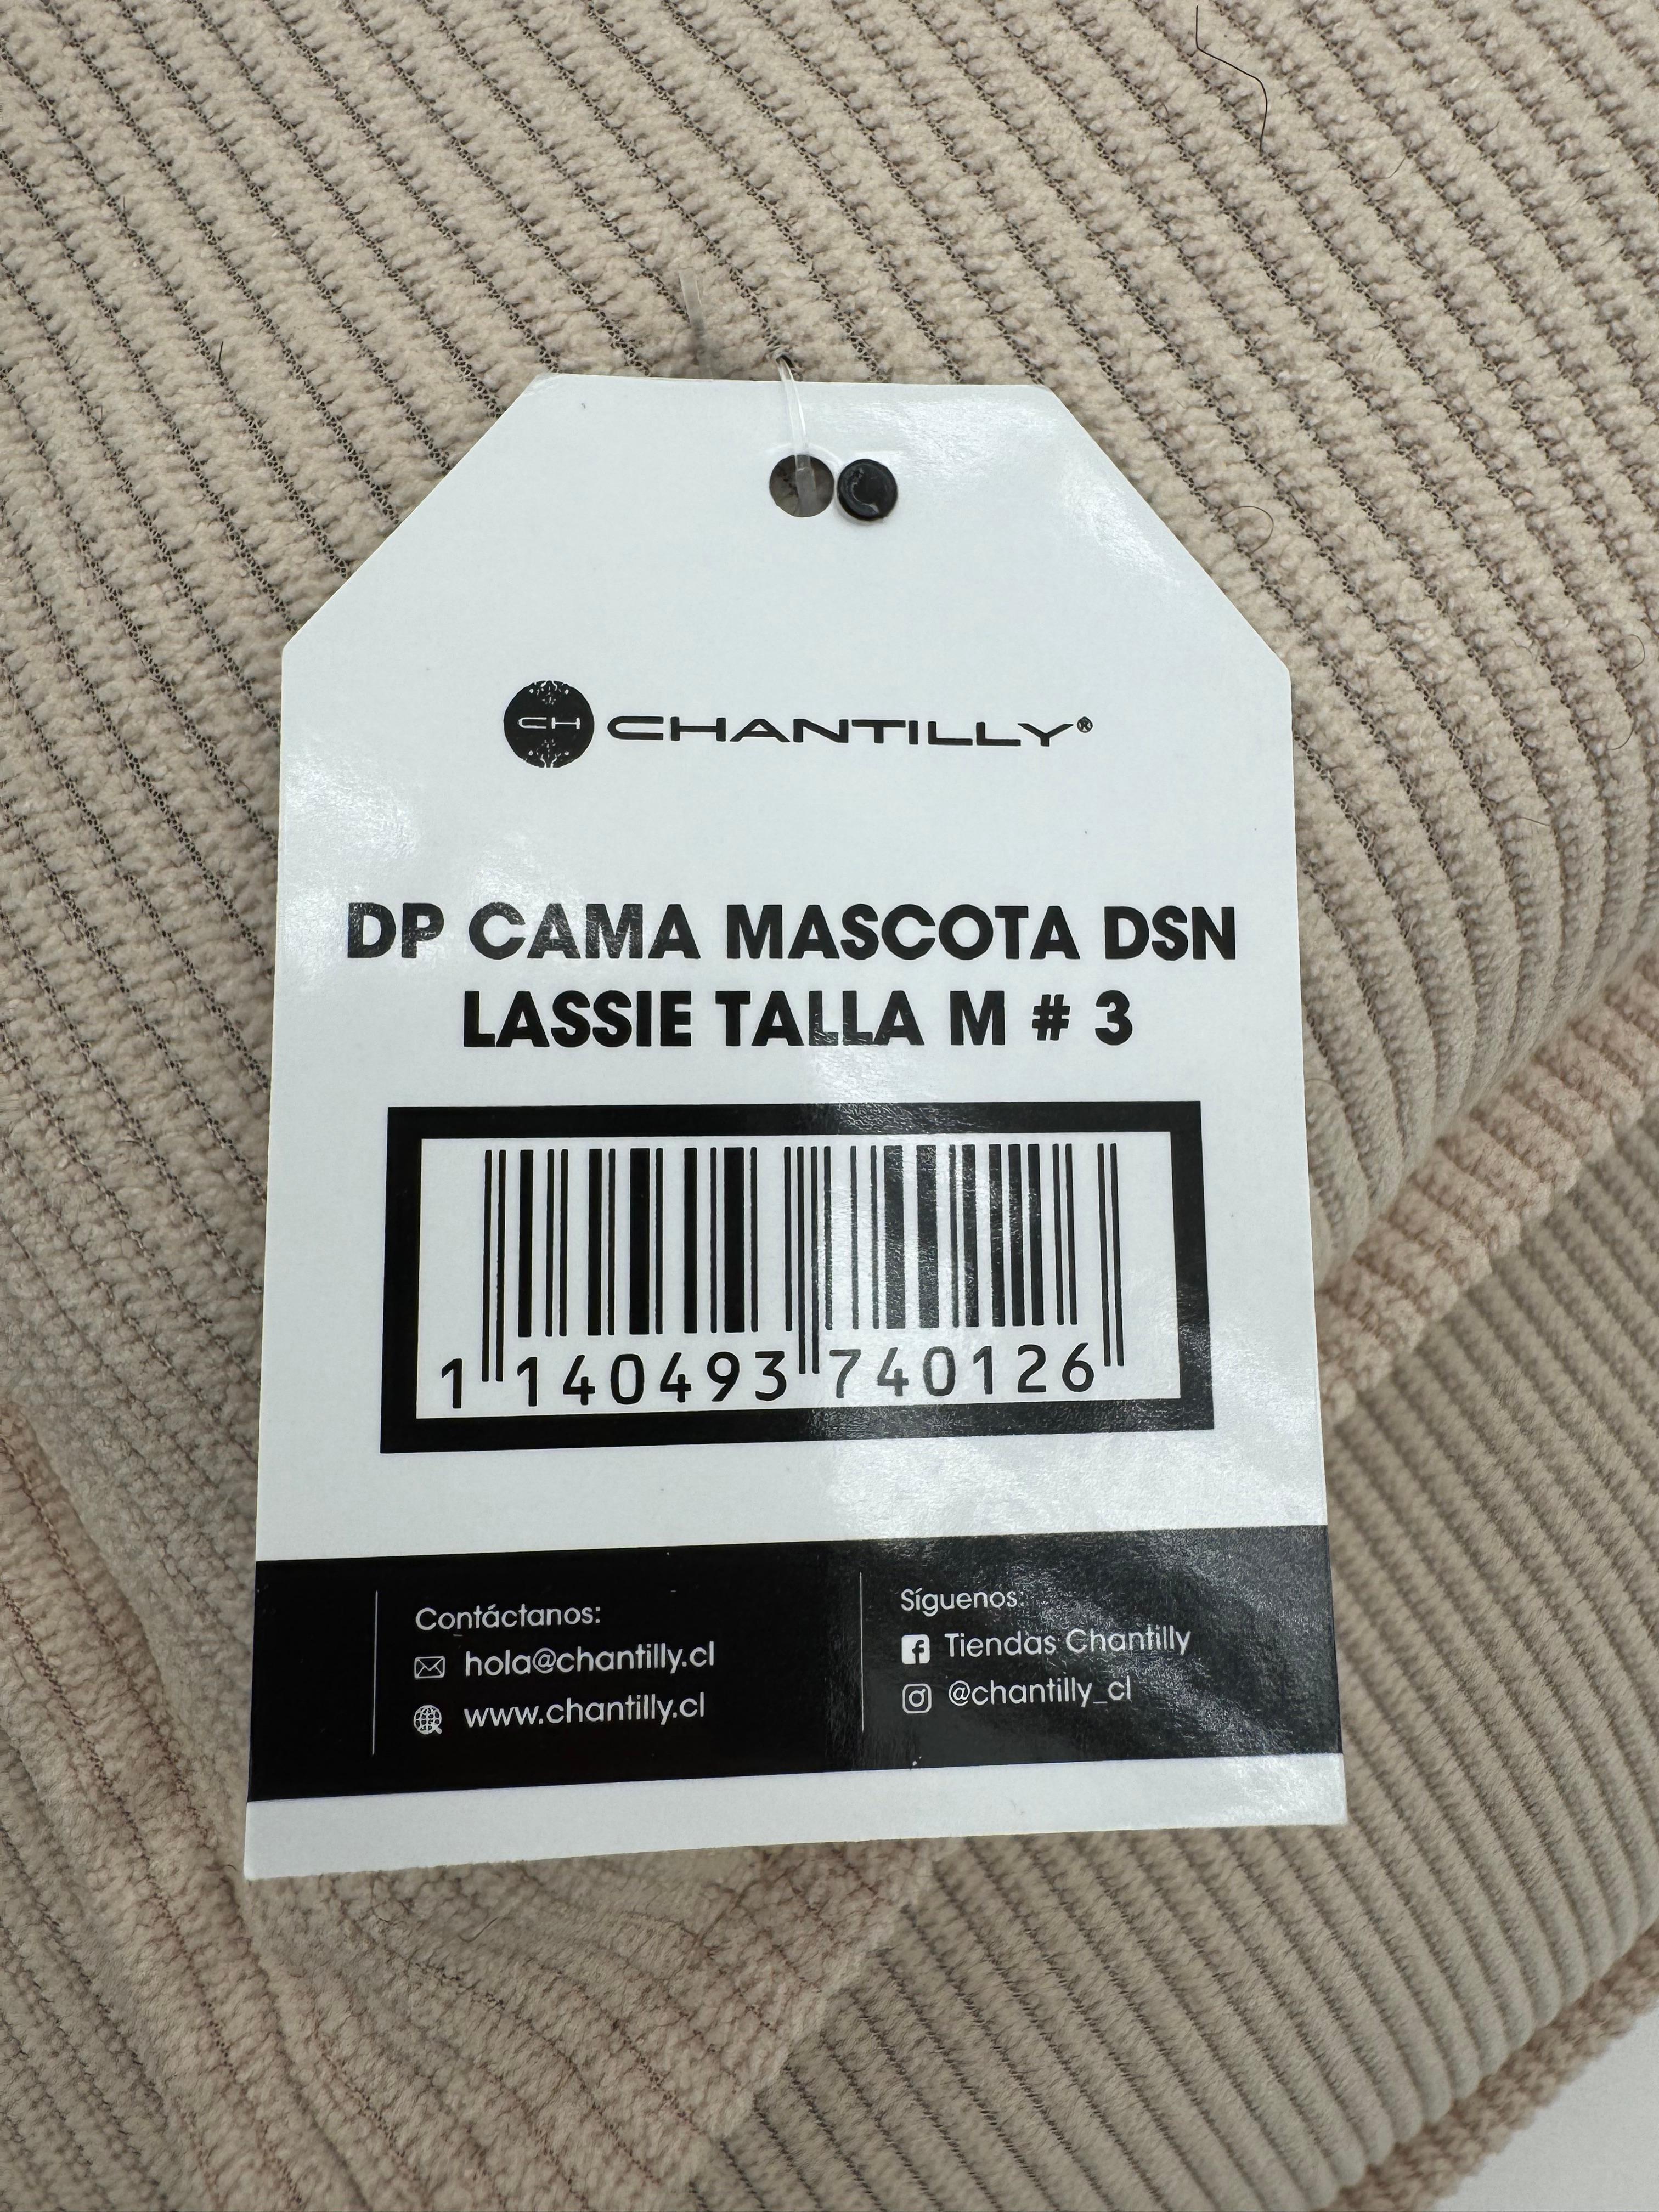 CH CHANTILLY®
DP CAMA MASCOTA DSN
LASSIE TALLA M # 3
1 140493 740126
Contáctanos:
hola@chantilly.cl
www.chantilly.cl
Síguenos:
Tiendas Chantilly
@chantilly_cl